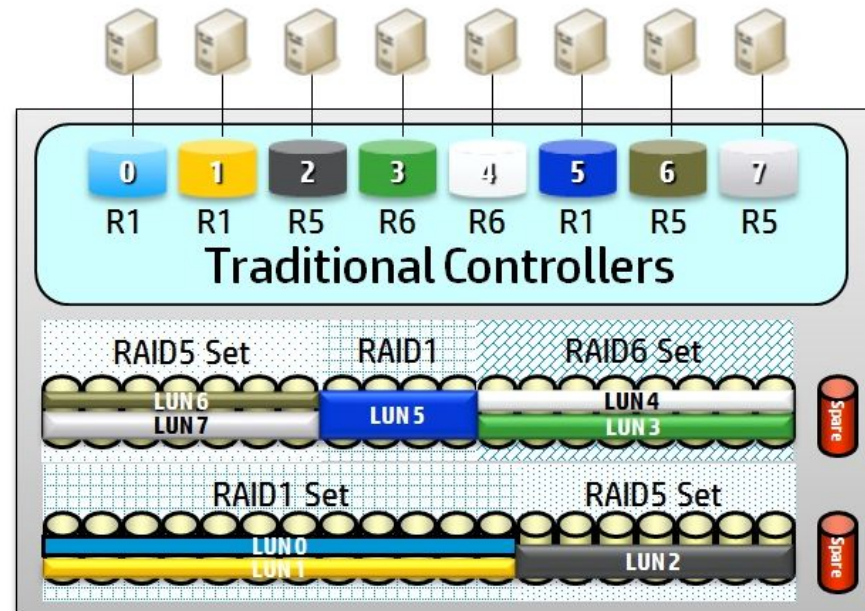 0 1 2 3 4 5 6 7
R1 R1 R5 R6 R6 R1 R5 R5
Traditional Controllers
RAID5 Set RAID1 RAID6 Set
LUN 6
LUN 7
LUN 5
LUN 4
LUN 3
Spare
RAID1 Set RAID5 Set
LUN 0
LUN 1
LUN 2
Spare